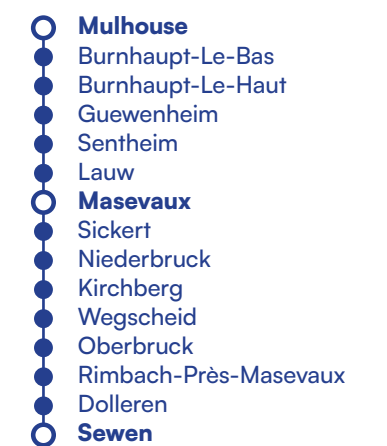 Mulhouse
Burnhaupt-Le-Bas
Burnhaupt-Le-Haut
Guewenheim
Sentheim
Lauw
Masevaux
Sickert
Niederbruck
Kirchberg
Wegscheid
Oberbruck
Rimbach-Près-Masevaux
Dolleren
Sewen